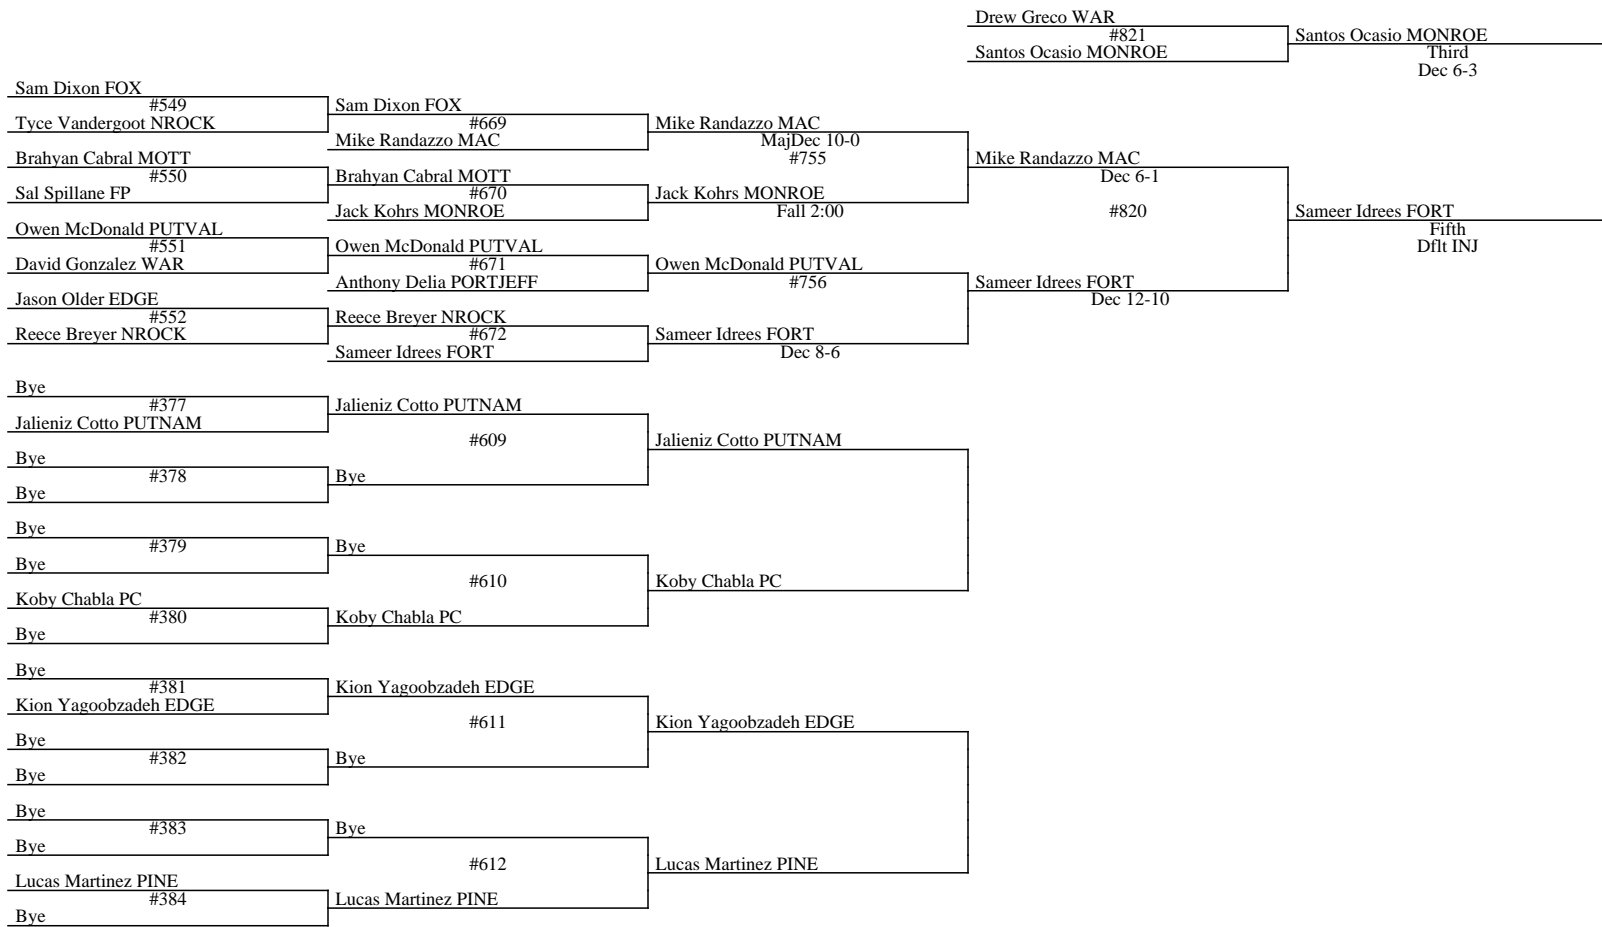 Drew Greco WAR
#821
Santos Ocasio MONROE
Santos Ocasio MONROE
Third
Dec 6-3
Sam Dixon FOX
#549
Tyce Vandergoot NROCK
Brahyan Cabral MOTT
#550
Sal Spillane FP
Owen McDonald PUTVAL
#551
David Gonzalez WAR
Jason Older EDGE
#552
Reece Breyer NROCK
Sam Dixon FOX
#669
Mike Randazzo MAC
Brahyan Cabral MOTT
#670
Jack Kohrs MONROE
Owen McDonald PUTVAL
#671
Anthony Delia PORTJEFF
Reece Breyer NROCK
#672
Sameer Idrees FORT
Mike Randazzo MAC
MajDec 10-0
#755
Jack Kohrs MONROE
Fall 2:00
Owen McDonald PUTVAL
#756
Sameer Idrees FORT
Dec 8-6
Mike Randazzo MAC
Dec 6-1
#820
Sameer Idrees FORT
Dec 12-10
Sameer Idrees FORT
Fifth
Dflt INJ
Bye
#377
Jalieniz Cotto PUTNAM
Bye
#378
Bye
Bye
#379
Bye
Koby Chabla PC
#380
Bye
Bye
#381
Kion Yagoobzadeh EDGE
Bye
#382
Bye
Bye
#383
Bye
Lucas Martinez PINE
#384
Bye
Jalieniz Cotto PUTNAM
#609
Bye
Bye
#610
Koby Chabla PC
Kion Yagoobzadeh EDGE
#611
Bye
Bye
#612
Lucas Martinez PINE
Jalieniz Cotto PUTNAM
Koby Chabla PC
Kion Yagoobzadeh EDGE
Lucas Martinez PINE